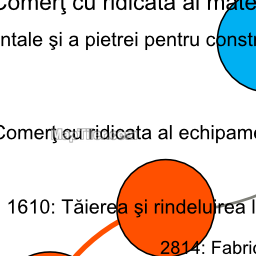 Comerţ cu ridicata al mate
ntale şi a pietrei pentru constr
Comerţ cu ridicata al echipame
1610: Tăierea şi rindeluirea l
2814: Fabric